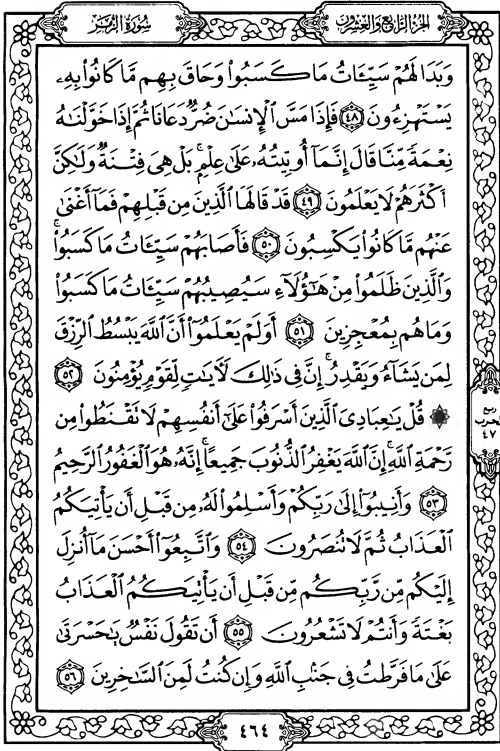 سورة الزمر
الجزء الرابع والعشرون
وَبَدَا لَهُمْ سَيِّئَاتُ مَا كَسَبُوا۟ وَحَاقَ بِهِم مَّا كَانُوا۟ بِهِۦ
يَسْتَهْزِءُونَ ٤٨ فَإِذَا مَسَّ ٱلْإِنسَٰنَ ضُرٌّ دَعَانَا ثُمَّ إِذَا خَوَّلْنَٰهُ
نِعْمَةً مِّنَّا قَالَ إِنَّمَآ أُوتِيتُهُۥ عَلَىٰ عِلْمٍۭ بَلْ هِىَ فِتْنَةٌ وَلَٰكِنَّ
أَكْثَرَهُمْ لَا يَعْلَمُونَ ٤٩ قَدْ قَالَهَا ٱلَّذِينَ مِن قَبْلِهِمْ فَمَآ أَغْنَىٰ
عَنْهُم مَّا كَانُوا۟ يَكْسِبُونَ ٥٠ فَأَصَابَهُمْ سَيِّئَاتُ مَا كَسَبُوا۟ۚ
وَٱلَّذِينَ ظَلَمُوا۟ مِنْ هَٰٓؤُلَآءِ سَيُصِيبُهُمْ سَيِّئَاتُ مَا كَسَبُوا۟
وَمَا هُم بِمُعْجِزِينَ ٥١ أَوَلَمْ يَعْلَمُوٓا۟ أَنَّ ٱللَّهَ يَبْسُطُ ٱلرِّزْقَ
لِمَن يَشَآءُ وَيَقْدِرُۚ إِنَّ فِى ذَٰلِكَ لَءَايَٰتٍ لِّقَوْمٍ يُؤْمِنُونَ ٥٢
۞ قُلْ يَٰعِبَادِىَ ٱلَّذِينَ أَسْرَفُوا۟ عَلَىٰٓ أَنفُسِهِمْ لَا تَقْنَطُوا۟ مِن
رَّحْمَةِ ٱللَّهِۚ إِنَّ ٱللَّهَ يَغْفِرُ ٱلذُّنُوبَ جَمِيعًاۚ إِنَّهُۥ هُوَ ٱلْغَفُورُ ٱلرَّحِيمُ
٥٣ وَأَنِيبُوٓا۟ إِلَىٰ رَبِّكُمْ وَأَسْلِمُوا۟ لَهُۥ مِن قَبْلِ أَن يَأْتِيَكُمُ
ٱلْعَذَابُ ثُمَّ لَا تُنصَرُونَ ٥٤ وَٱتَّبِعُوٓا۟ أَحْسَنَ مَآ أُنزِلَ
إِلَيْكُم مِّن رَّبِّكُم مِّن قَبْلِ أَن يَأْتِيَكُمُ ٱلْعَذَابُ
بَغْتَةً وَأَنتُمْ لَا تَشْعُرُونَ ٥٥ أَن تَقُولَ نَفْسٌ يَٰحَسْرَتَىٰ
عَلَىٰ مَا فَرَّطتُ فِى جَنۢبِ ٱللَّهِ وَإِن كُنتُ لَمِنَ ٱلسَّٰخِرِينَ ٥٦
ربع
الحزب
٤٧
٤٦٤